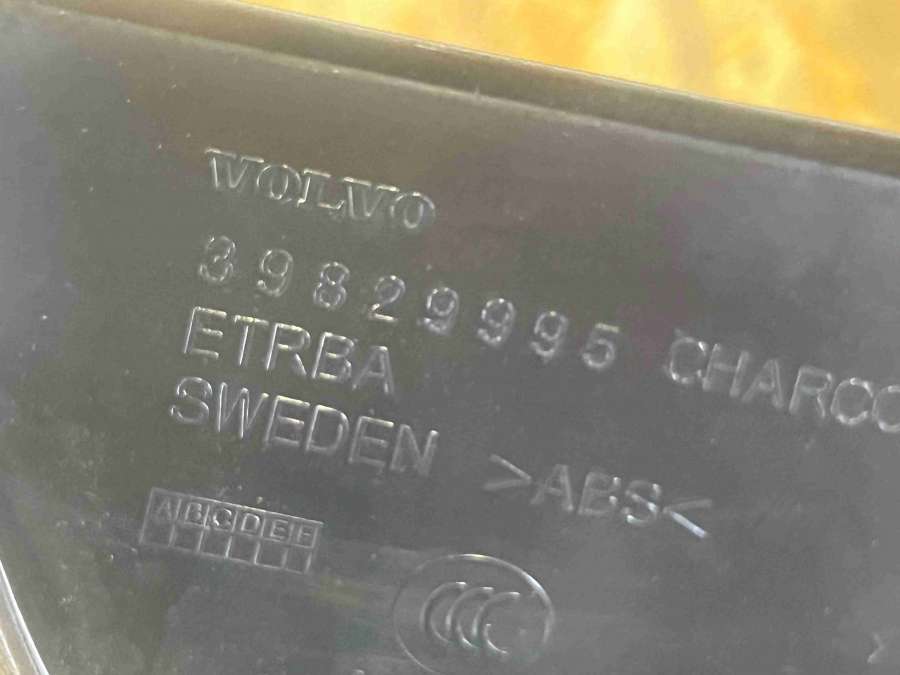 VOLVO
39829995 CHARCO
ETRBA
SWEDEN >ABS<
ABCDEF
CCC